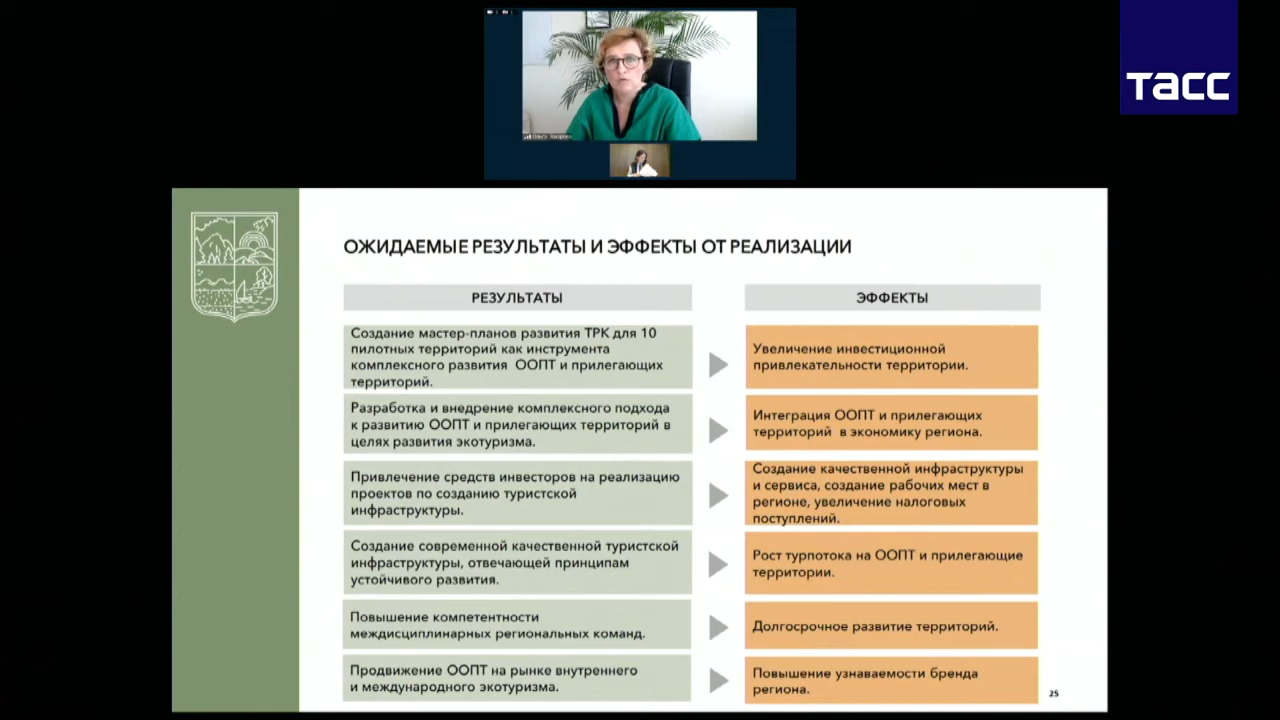 ТАСС
Ольга Захарова
ОЖИДАЕМЫЕ РЕЗУЛЬТАТЫ И ЭФФЕКТЫ ОТ РЕАЛИЗАЦИИ
РЕЗУЛЬТАТЫ
ЭФФЕКТЫ
Создание мастер-планов развития ТРК для 10
пилотных территорий как инструмента
комплексного развития ООПТ и прилегающих
территорий.
Увеличение инвестиционной
привлекательности территории.
Разработка и внедрение комплексного подхода
к развитию ООПТ и прилегающих территорий в
целях развития экотуризма.
Интеграция ООПТ и прилегающих
территорий в экономику региона.
Привлечение средств инвесторов на реализацию
проектов по созданию туристской
инфраструктуры.
Создание качественной инфраструктуры
и сервиса, создание рабочих мест в
регионе, увеличение налоговых
поступлений.
Создание современной качественной туристской
инфраструктуры, отвечающей принципам
устойчивого развития.
Рост турпотока на ООПТ и прилегающие
территории.
Повышение компетентности
междисциплинарных региональных команд.
Долгосрочное развитие территорий.
Продвижение ООПТ на рынке внутреннего
и международного экотуризма.
Повышение узнаваемости бренда
региона.
25